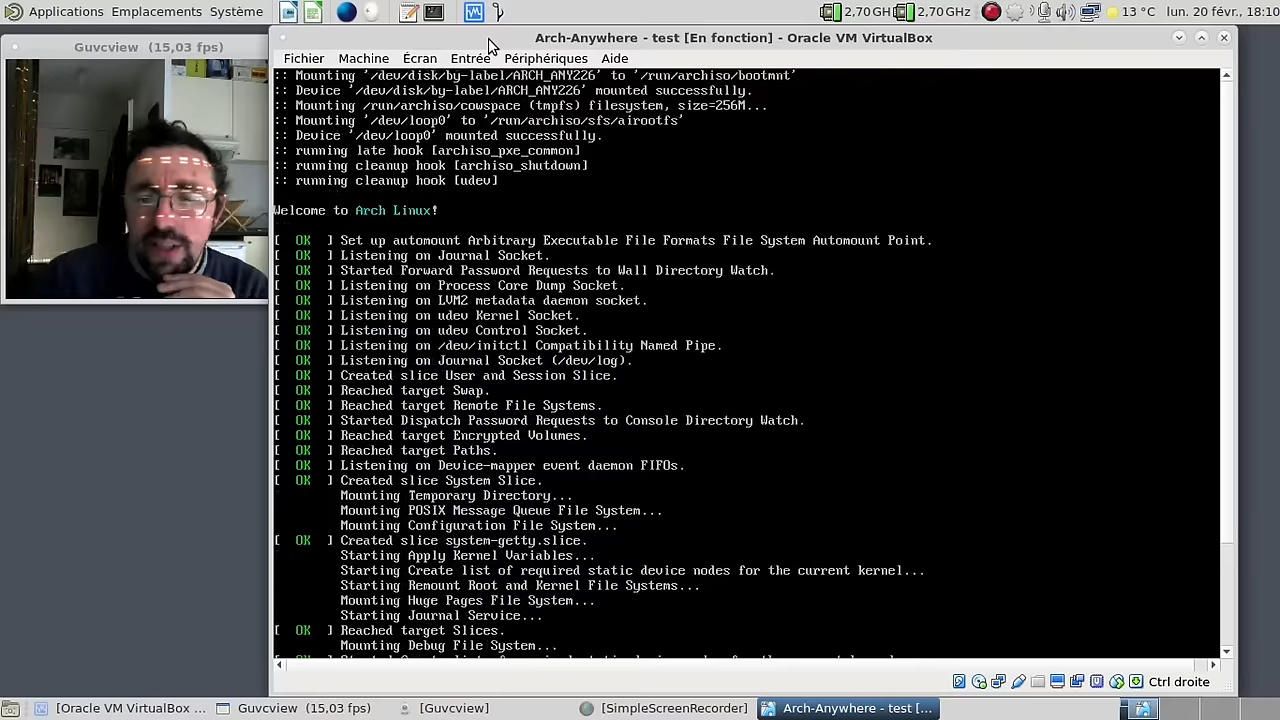 Applications Emplacements Système
2,70 GH 2,70 GHz 13 °C lun. 20 févr., 18:10
Guvcview (15,03 fps)
Arch-Anywhere - test [En fonction] - Oracle VM VirtualBox
Fichier Machine Écran Entrée Périphériques Aide
:: Mounting '/dev/disk/by-label/ARCH_ANY226' to '/run/archiso/bootmnt'
:: Device '/dev/disk/by-label/ARCH_ANY226' mounted successfully.
:: Mounting /run/archiso/cowspace (tmpfs) filesystem, size=256M...
:: Mounting '/dev/loop0' to '/run/archiso/sfs/airootfs'
:: Device '/dev/loop0' mounted successfully.
:: running late hook [archiso_pxe_common]
:: running cleanup hook [archiso_shutdown]
:: running cleanup hook [udev]
Welcome to Arch Linux!
[ OK ] Set up automount Arbitrary Executable File Formats File System Automount Point.
[ OK ] Listening on Journal Socket.
[ OK ] Started Forward Password Requests to Wall Directory Watch.
[ OK ] Listening on Process Core Dump Socket.
[ OK ] Listening on LVM2 metadata daemon socket.
[ OK ] Listening on udev Kernel Socket.
[ OK ] Listening on udev Control Socket.
[ OK ] Listening on /dev/initctl Compatibility Named Pipe.
[ OK ] Listening on Journal Socket (/dev/log).
[ OK ] Created slice User and Session Slice.
[ OK ] Reached target Swap.
[ OK ] Reached target Remote File Systems.
[ OK ] Started Dispatch Password Requests to Console Directory Watch.
[ OK ] Reached target Encrypted Volumes.
[ OK ] Reached target Paths.
[ OK ] Listening on Device-mapper event daemon FIFOs.
[ OK ] Created slice System Slice.
Mounting Temporary Directory...
Mounting POSIX Message Queue File System...
Mounting Configuration File System...
[ OK ] Created slice system-getty.slice.
Starting Apply Kernel Variables...
Starting Create list of required static device nodes for the current kernel...
Starting Remount Root and Kernel File Systems...
Mounting Huge Pages File System...
Starting Journal Service...
[ OK ] Reached target Slices.
Mounting Debug File System...
Ctrl droite
[Oracle VM VirtualBox ... Guvcview (15,03 fps) [Guvcview] [SimpleScreenRecorder] Arch-Anywhere - test [...